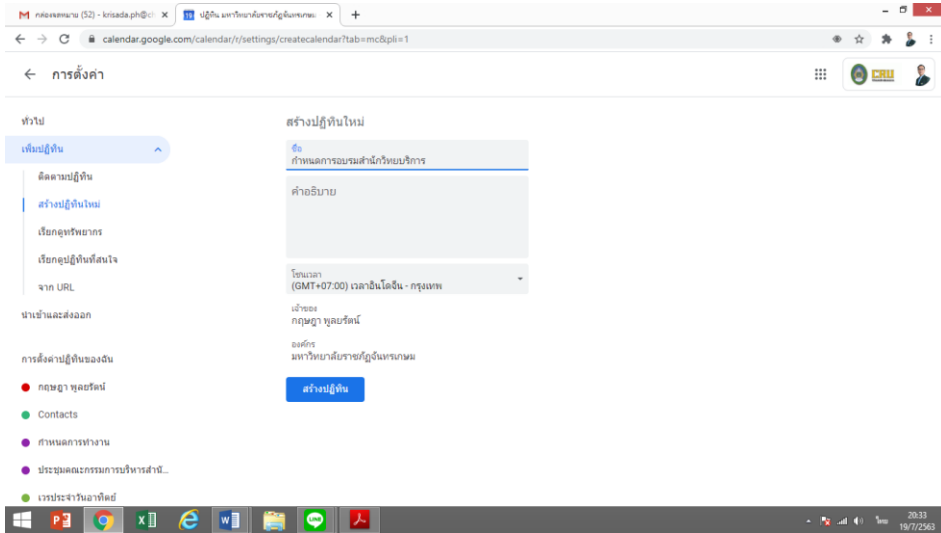 กล่องจดหมาย (52) - krisada.ph@c
ปฏิทิน มหาวิทยาลัยราชภัฏจันทรเกษม
calendar.google.com/calendar/r/settings/createcalendar?tab=mc&pli=1
การตั้งค่า
CRU
ทั่วไป
เพิ่มปฏิทิน
ติดตามปฏิทิน
สร้างปฏิทินใหม่
เรียกดูทรัพยากร
เรียกดูปฏิทินที่สนใจ
จาก URL
นำเข้าและส่งออก
การตั้งค่าปฏิทินของฉัน
กฤษฎา พูลยรัตน์
Contacts
กำหนดการทำงาน
ประชุมคณะกรรมการบริหารสำนั...
เวรประจำวันอาทิตย์
สร้างปฏิทินใหม่
ชื่อ
กำหนดการอบรมสำนักวิทยบริการ
คำอธิบาย
โซนเวลา
(GMT+07:00) เวลาอินโดจีน - กรุงเทพ
เจ้าของ
กฤษฎา พูลยรัตน์
องค์กร
มหาวิทยาลัยราชภัฏจันทรเกษม
สร้างปฏิทิน
LINE
ไทย
20:33
19/7/2563